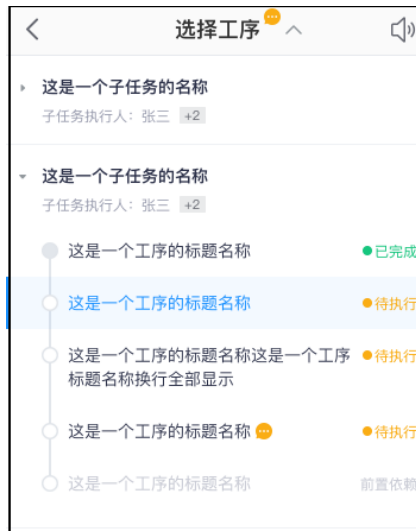 选择工序
这是一个子任务的名称
子任务执行人：张三 +2
这是一个子任务的名称
子任务执行人：张三 +2
这是一个工序的标题名称 已完成
这是一个工序的标题名称 待执行
这是一个工序的标题名称这是一个工序 待执行
标题名称换行全部显示
这是一个工序的标题名称 待执行
这是一个工序的标题名称 前置依赖